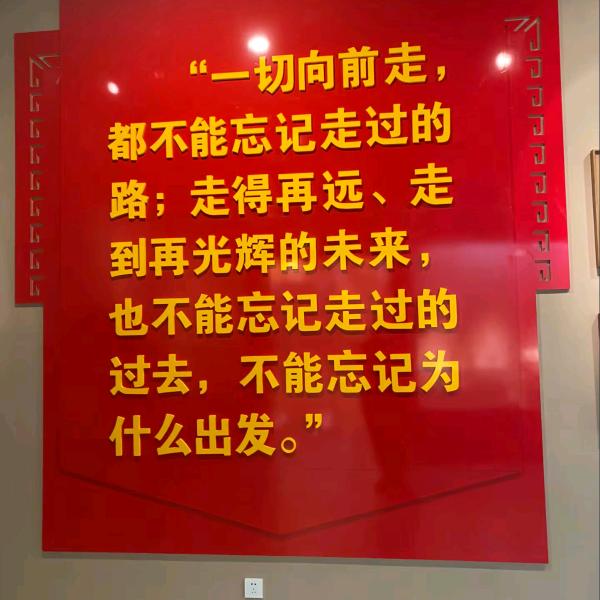 “一切向前走，
都不能忘记走过的
路；走得再远、走
到再光辉的未来，
也不能忘记走过的
过去，不能忘记为
什么出发。”